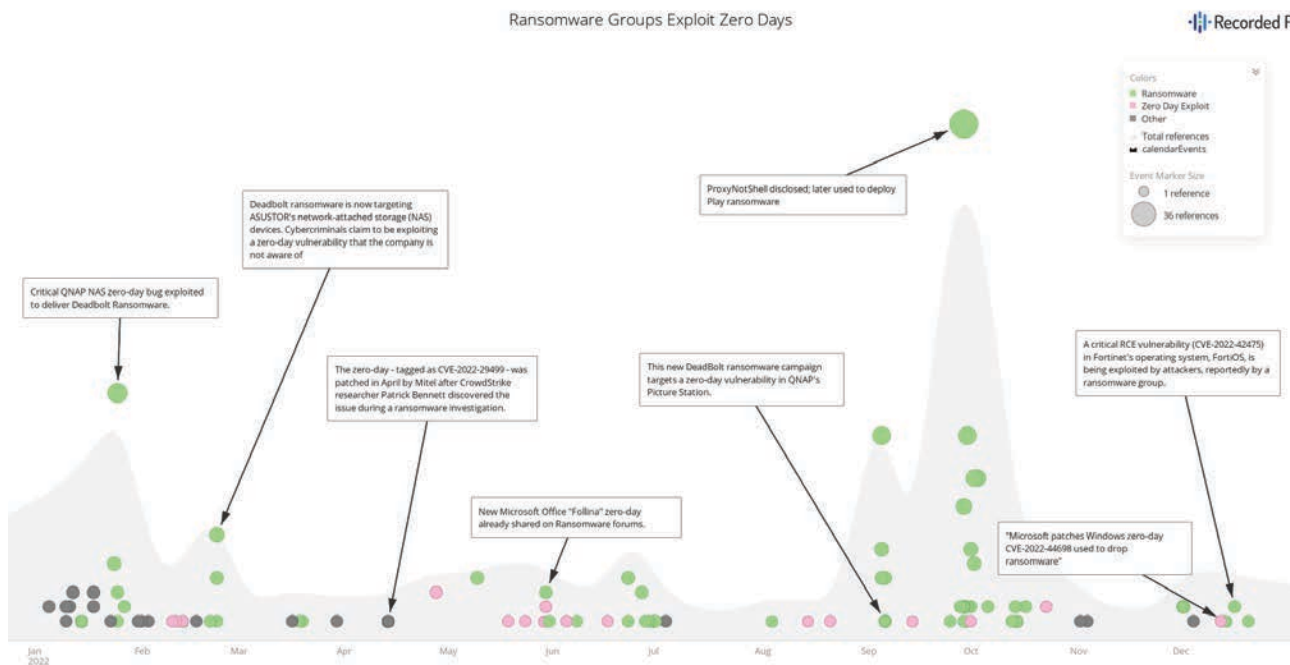 Ransomware Groups Exploit Zero Days
Recorded F
Colors
Ransomware
Zero Day Exploit
Other
Total references
calendarEvents
Event Marker Size
1 reference
36 references
ProxyNotShell disclosed; later used to deploy
Play ransomware
Deadbolt ransomware is now targeting
ASUSTOR's network-attached storage (NAS)
devices. Cybercriminals claim to be exploiting
a zero-day vulnerability that the company is
not aware of
Critical QNAP NAS zero-day bug exploited
to deliver Deadbolt Ransomware.
The zero-day - tagged as CVE-2022-29499 - was
patched in April by Mitel after CrowdStrike
researcher Patrick Bennett discovered the
issue during a ransomware investigation.
This new DeadBolt ransomware campaign
targets a zero-day vulnerability in QNAP's
Picture Station.
A critical RCE vulnerability (CVE-2022-42475)
in Fortinet's operating system, FortiOS, is
being exploited by attackers, reportedly by a
ransomware group.
New Microsoft Office "Follina" zero-day
already shared on Ransomware forums.
"Microsoft patches Windows zero-day
CVE-2022-44698 used to drop
ransomware"
Jan Feb Mar Apr May Jun Jul Aug Sep Oct Nov Dec
2022